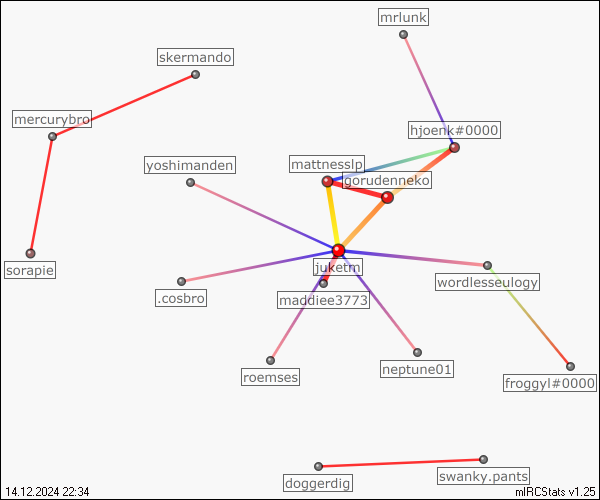 mrlunk
skermando
mercurybro
hjoenk#0000
yoshimanden
mattnesslp
gorudenneko
sorapie
juketm
.cosbro
wordlesseulogy
maddiee3773
roemses
neptune01
froggyl#0000
doggerdig
swanky.pants
14.12.2024 22:34
mIRCStats v1.25